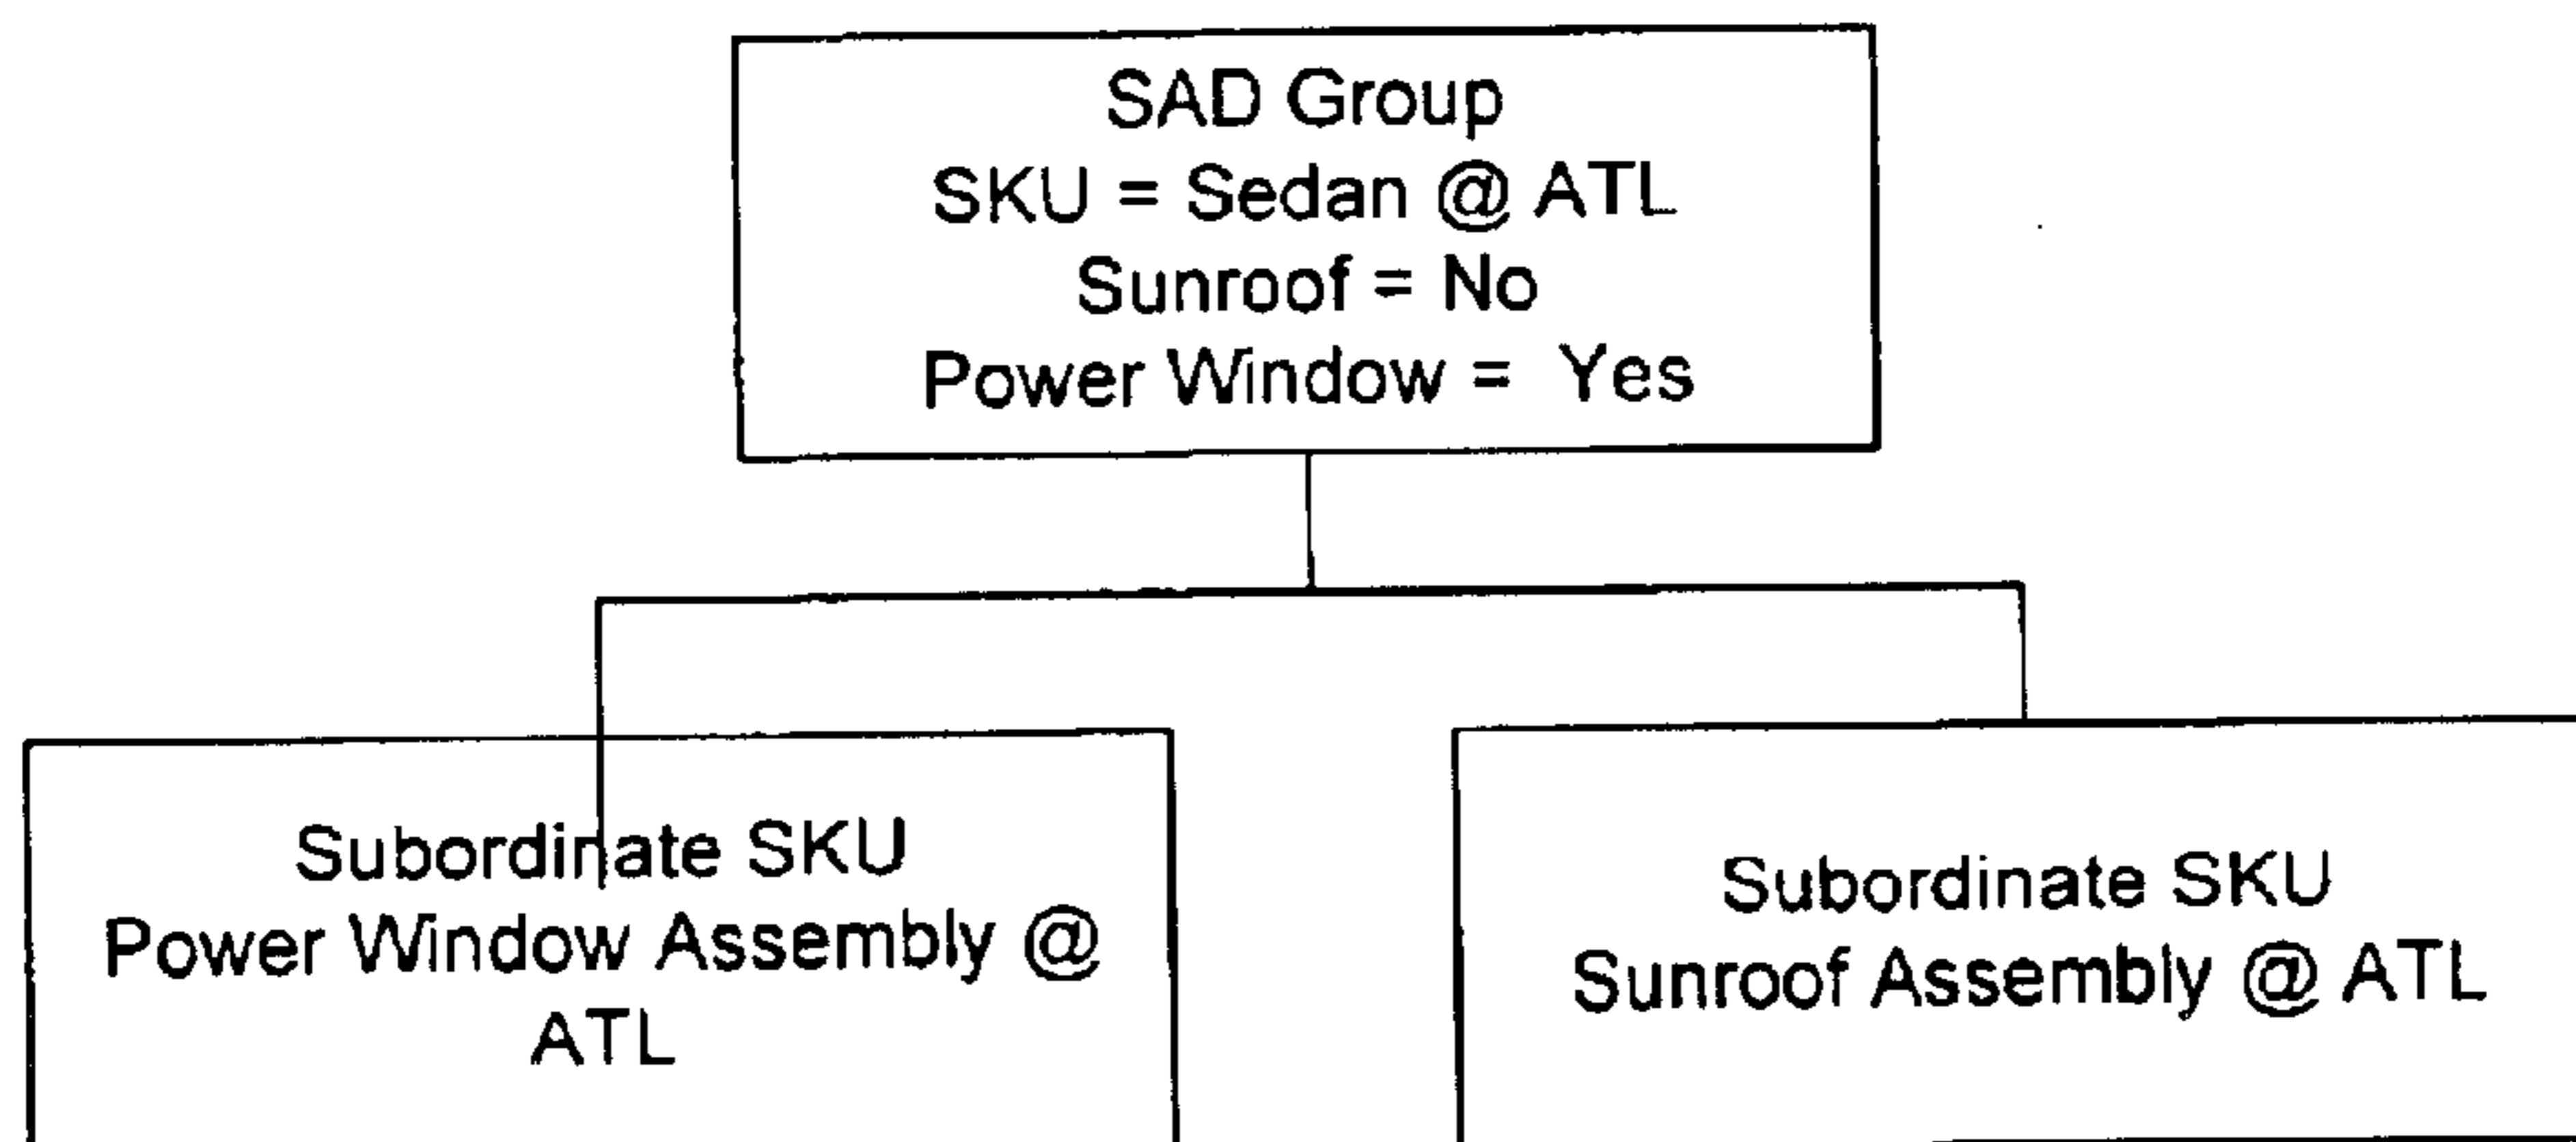 SAD Group
SKU = Sedan @ ATL
Sunroof = No
Power Window = Yes
Subordinate SKU
Power Window Assembly @
ATL
Subordinate SKU
Sunroof Assembly @ ATL